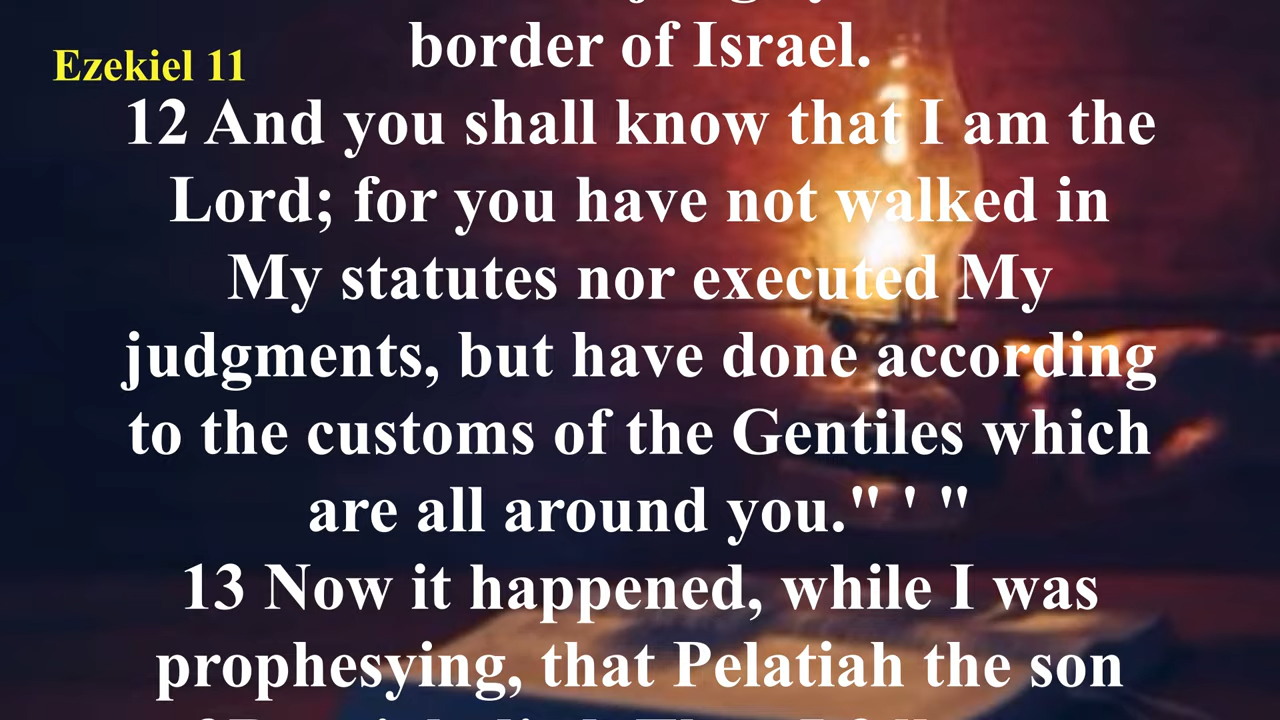 Ezekiel 11
border of Israel.
12 And you shall know that I am the
Lord; for you have not walked in
My statutes nor executed My
judgments, but have done according
to the customs of the Gentiles which
are all around you." ' "
13 Now it happened, while I was
prophesying, that Pelatiah the son